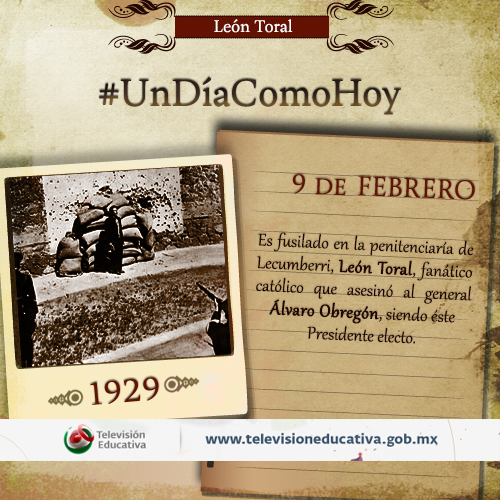 León Toral
#UnDíaComoHoy
9 DE FEBRERO
Es fusilado en la penitenciaría de
Lecumberri, León Toral, fanático
católico que asesinó al general
Álvaro Obregón, siendo éste
Presidente electo.
1929
Televisión
Educativa
www.televisioneducativa.gob.mx